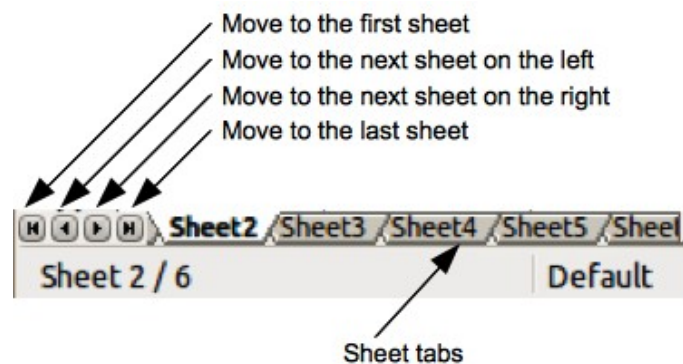 Move to the first sheet
Move to the next sheet on the left
Move to the next sheet on the right
Move to the last sheet
Sheet2 Sheet3 Sheet4 Sheet5 Sheet
Sheet 2 / 6 Default
Sheet tabs